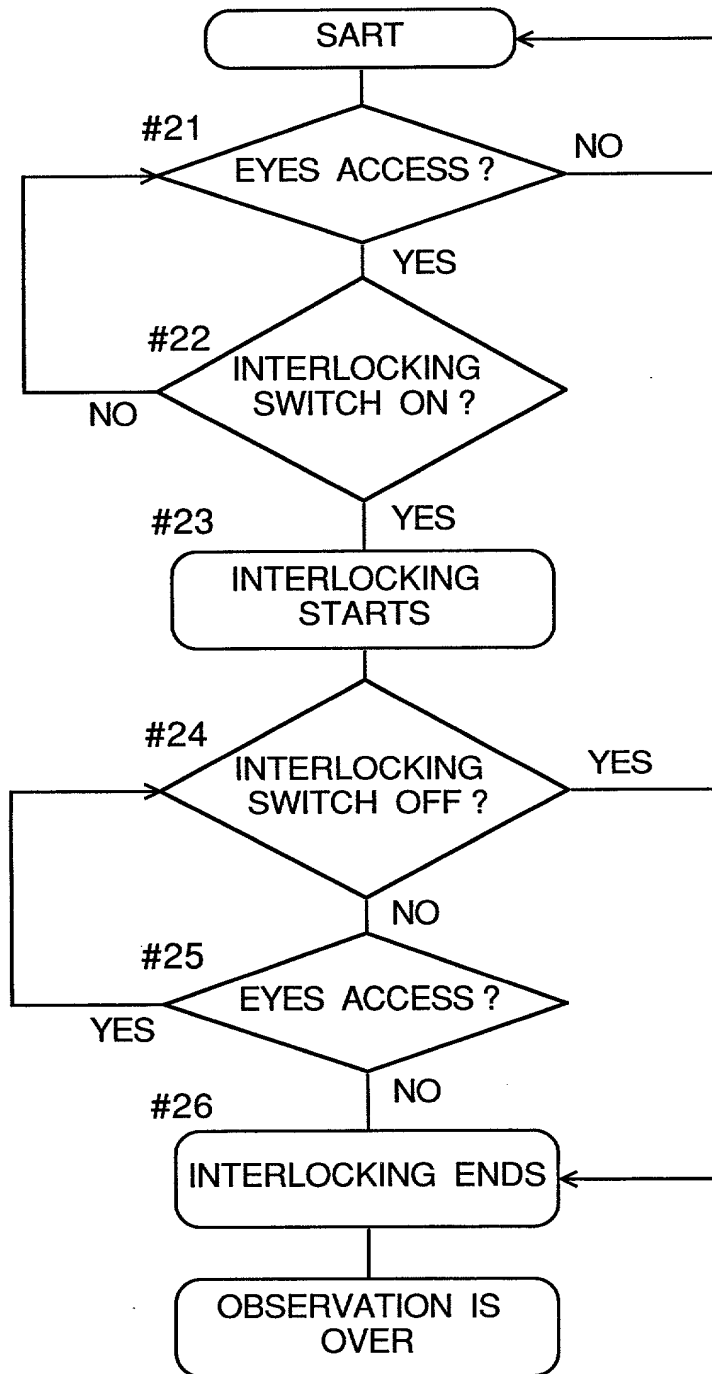 SART
#21
EYES ACCESS ?
NO
YES
#22
INTERLOCKING
SWITCH ON ?
NO
YES
#23
INTERLOCKING
STARTS
#24
INTERLOCKING
SWITCH OFF ?
YES
NO
#25
EYES ACCESS ?
YES
NO
#26
INTERLOCKING ENDS
OBSERVATION IS
OVER